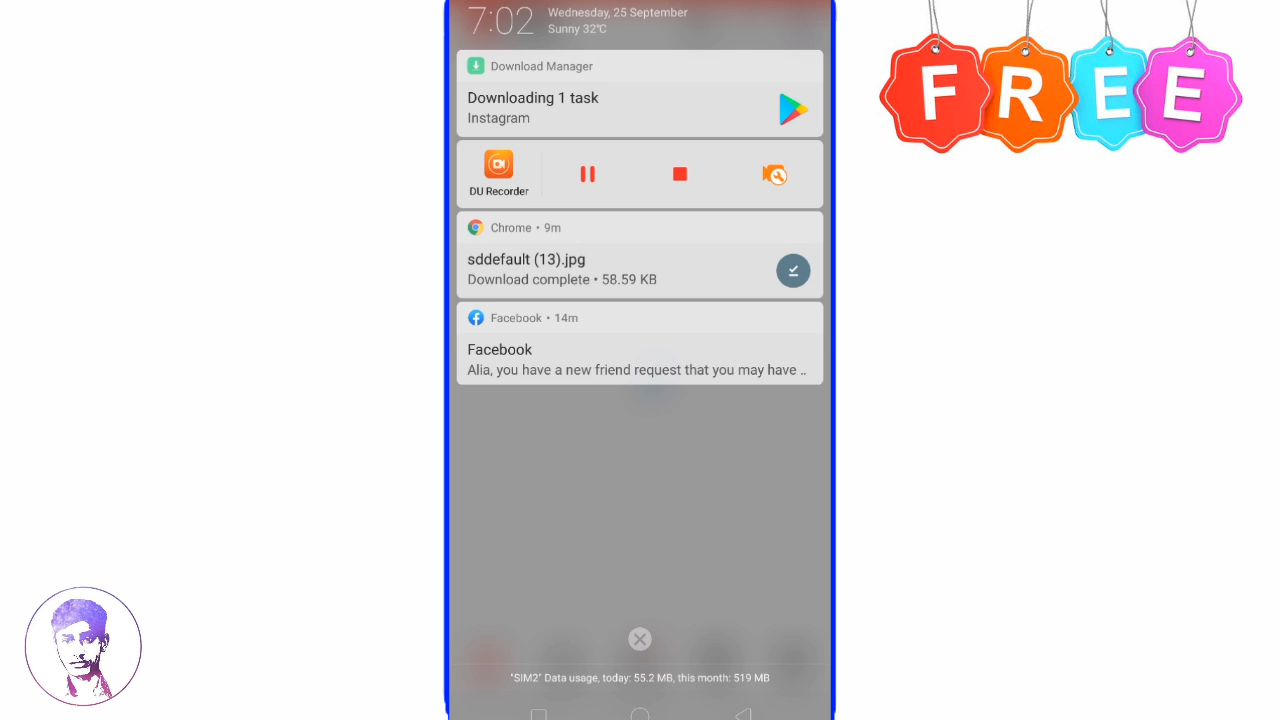 7:02
Wednesday, 25 September
Sunny 32℃
Download Manager
Downloading 1 task
Instagram
DU Recorder
Chrome • 9m
sddefault (13).jpg
Download complete • 58.59 KB
Facebook • 14m
Facebook
Alia, you have a new friend request that you may have ..
"SIM2" Data usage, today: 55.2 MB, this month: 519 MB
FREE